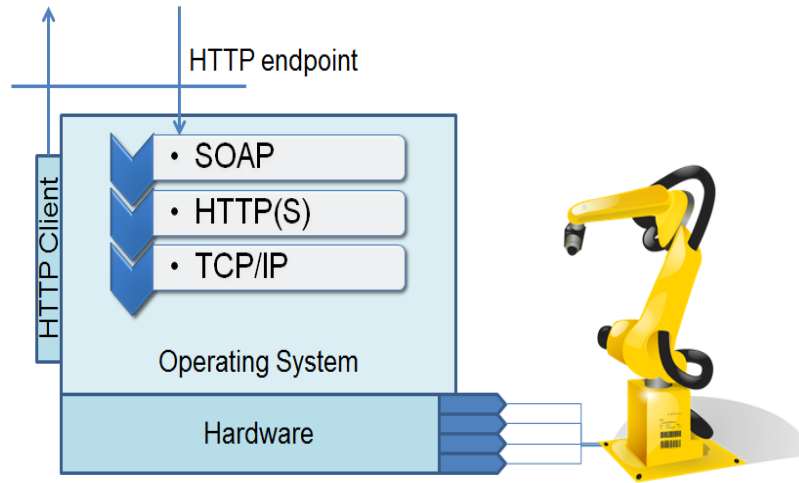 HTTP endpoint
• SOAP
• HTTP(S)
• TCP/IP
HTTP Client
Operating System
Hardware